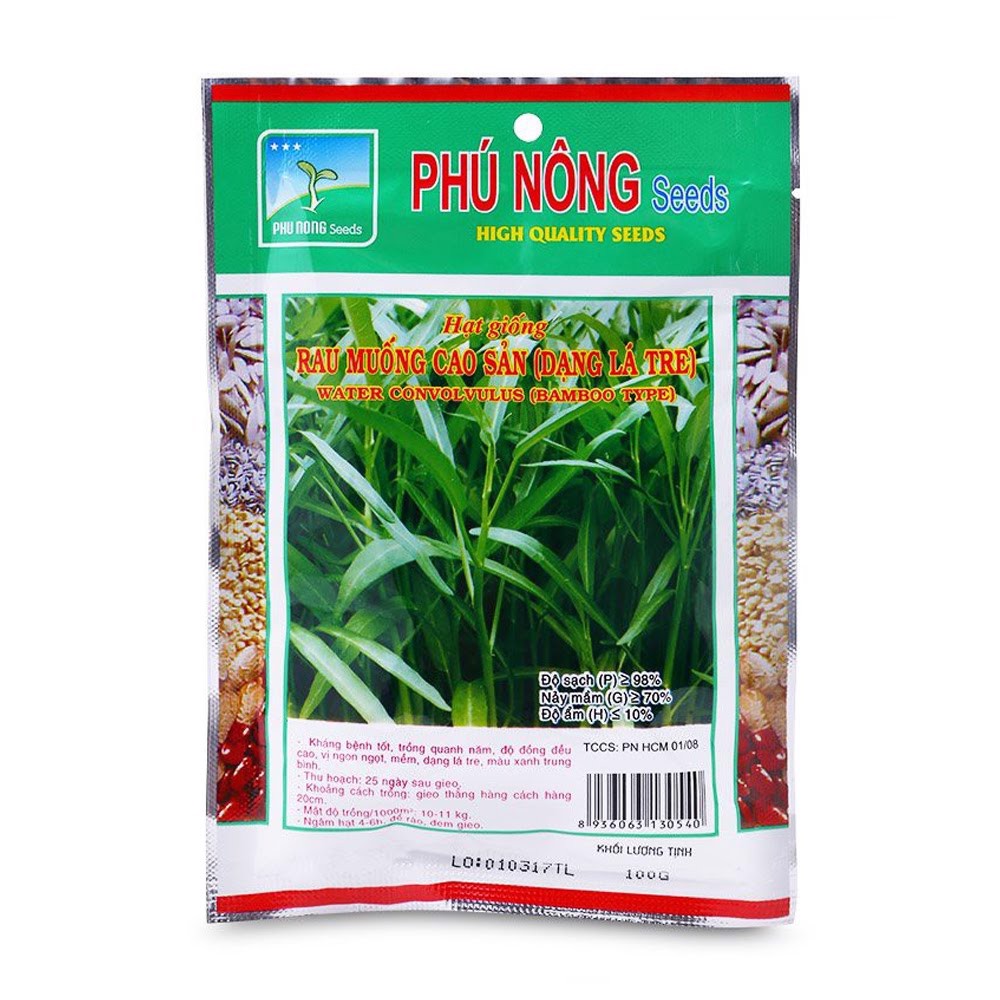 PHU NONG Seeds
PHÚ NÔNG Seeds
HIGH QUALITY SEEDS
Hạt giống
RAU MUỐNG CAO SẢN (DẠNG LÁ TRE)
WATER CONVOLVULUS (BAMBOO TYPE)
Độ sạch (P) ≥ 98%
Nảy mầm (G) ≥ 70%
Độ ẩm (H) ≤ 10%
- Kháng bệnh tốt, trồng quanh năm, độ đồng đều
cao, vị ngon ngọt, mềm, dạng lá tre, màu xanh trung
bình.
- Thu hoạch: 25 ngày sau gieo.
- Khoảng cách trồng: gieo thẳng hàng cách hàng
20cm.
- Mật độ trồng/1000m²: 10-11 kg.
- Ngâm hạt 4-6h, để ráo, đem gieo.
TCCS: PN HCM 01/08
8 936063 130540
KHỐI LƯỢNG TỊNH
100G
LO:010317TL